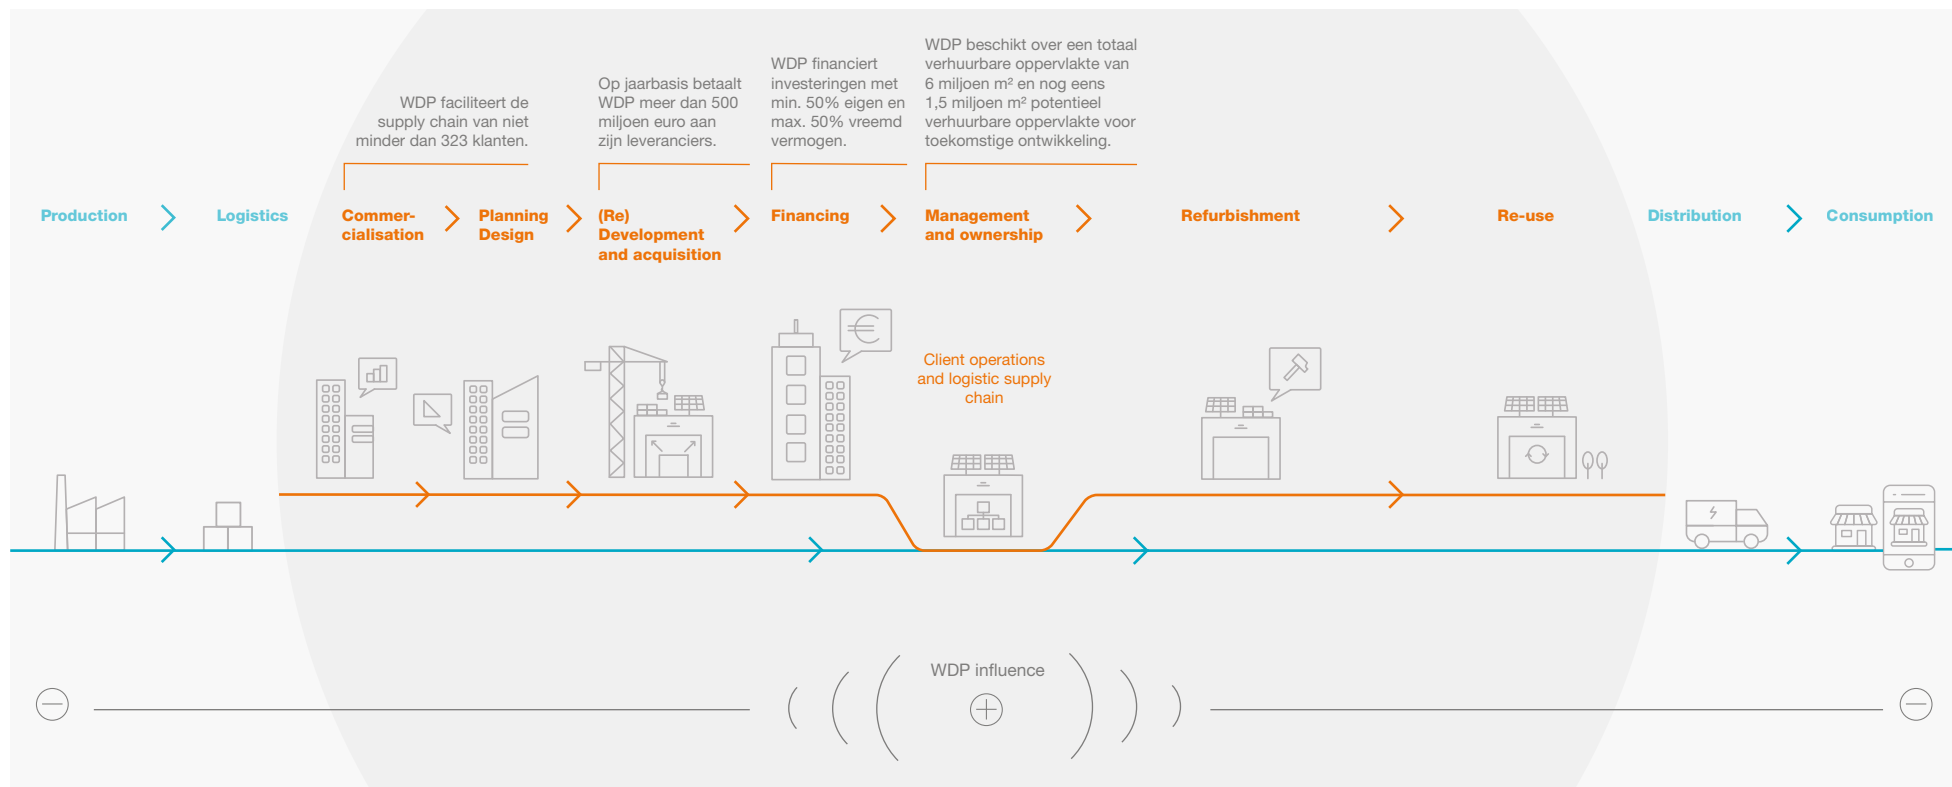 WDP faciliteert de
supply chain van niet
minder dan 323 klanten.
Op jaarbasis betaalt
WDP meer dan 500
miljoen euro aan
zijn leveranciers.
WDP financiert
investeringen met
min. 50% eigen en
max. 50% vreemd
vermogen.
WDP beschikt over een totaal
verhuurbare oppervlakte van
6 miljoen m² en nog eens
1,5 miljoen m² potentieel
verhuurbare oppervlakte voor
toekomstige ontwikkeling.
Production
Logistics
Commer-
cialisation
Planning
Design
(Re)
Development
and acquisition
Financing
Management
and ownership
Refurbishment
Re-use
Distribution
Consumption
Client operations
and logistic supply
chain
WDP influence